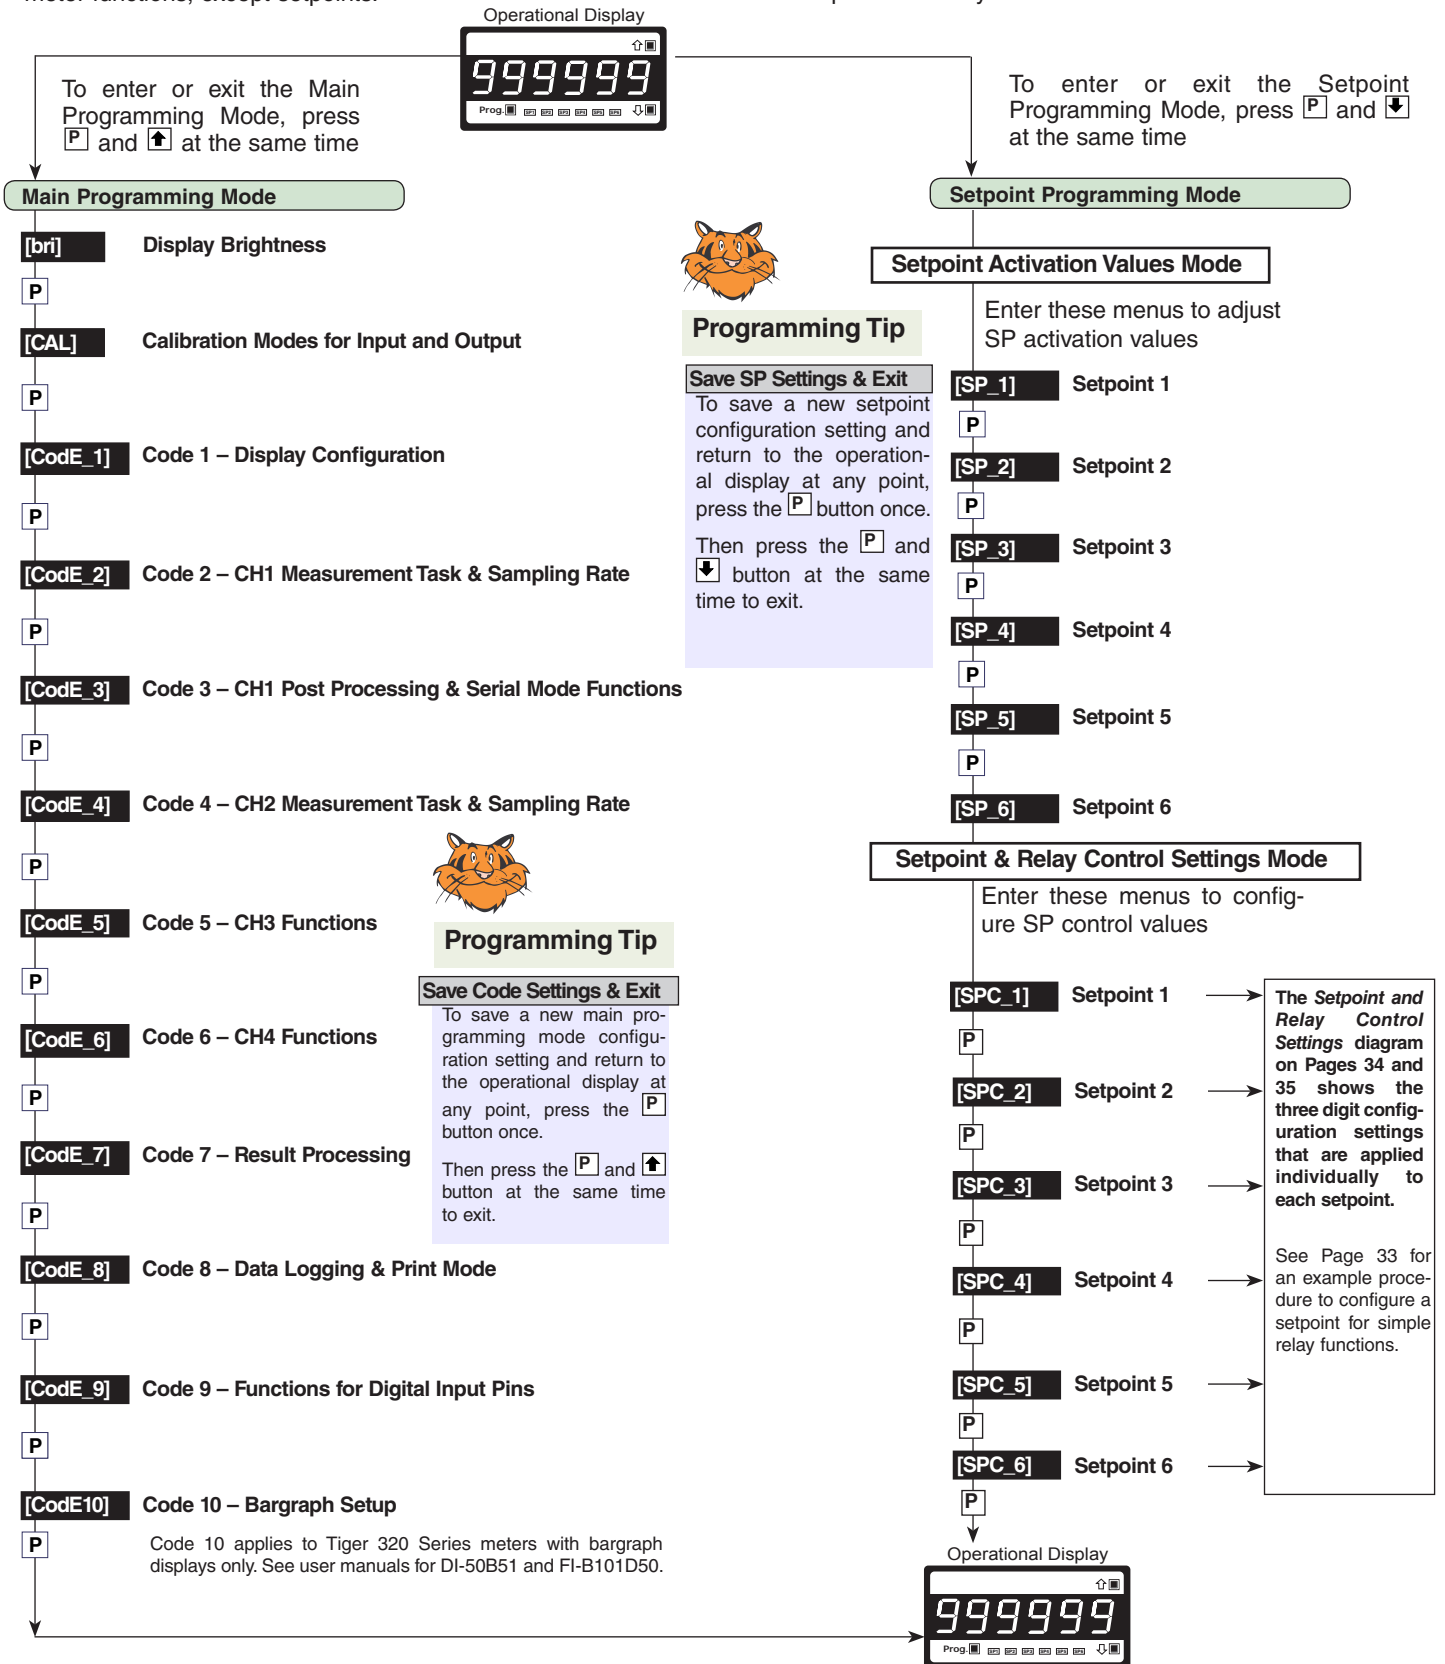 meter functions, except setpoints.
Operational Display
999999
Prog.
SP1 SP2 SP3 SP4 SP5 SP6
To enter or exit the Main
Programming Mode, press
P and at the same time
To enter or exit the Setpoint
Programming Mode, press P and
at the same time
Main Programming Mode
[bri] Display Brightness
P
[CAL] Calibration Modes for Input and Output
P
[CodE_1] Code 1 – Display Configuration
P
[CodE_2] Code 2 – CH1 Measurement Task & Sampling Rate
P
[CodE_3] Code 3 – CH1 Post Processing & Serial Mode Functions
P
[CodE_4] Code 4 – CH2 Measurement Task & Sampling Rate
P
[CodE_5] Code 5 – CH3 Functions
P
[CodE_6] Code 6 – CH4 Functions
P
[CodE_7] Code 7 – Result Processing
P
[CodE_8] Code 8 – Data Logging & Print Mode
P
[CodE_9] Code 9 – Functions for Digital Input Pins
P
[CodE10] Code 10 – Bargraph Setup
P
Code 10 applies to Tiger 320 Series meters with bargraph
displays only. See user manuals for DI-50B51 and FI-B101D50.
Programming Tip
Save Code Settings & Exit
To save a new main pro-
gramming mode configu-
ration setting and return to
the operational display at
any point, press the P
button once.
Then press the P and
button at the same time
to exit.
Programming Tip
Save SP Settings & Exit
To save a new setpoint
configuration setting and
return to the operation-
al display at any point,
press the P button once.
Then press the P and
button at the same
time to exit.
Setpoint Programming Mode
Setpoint Activation Values Mode
Enter these menus to adjust
SP activation values
[SP_1] Setpoint 1
P
[SP_2] Setpoint 2
P
[SP_3] Setpoint 3
P
[SP_4] Setpoint 4
P
[SP_5] Setpoint 5
P
[SP_6] Setpoint 6
Setpoint & Relay Control Settings Mode
Enter these menus to config-
ure SP control values
[SPC_1] Setpoint 1
P
[SPC_2] Setpoint 2
P
[SPC_3] Setpoint 3
P
[SPC_4] Setpoint 4
P
[SPC_5] Setpoint 5
P
[SPC_6] Setpoint 6
P
The Setpoint and
Relay Control
Settings diagram
on Pages 34 and
35 shows the
three digit config-
uration settings
that are applied
individually to
each setpoint.
See Page 33 for
an example proce-
dure to configure a
setpoint for simple
relay functions.
Operational Display
999999
Prog.
SP1 SP2 SP3 SP4 SP5 SP6